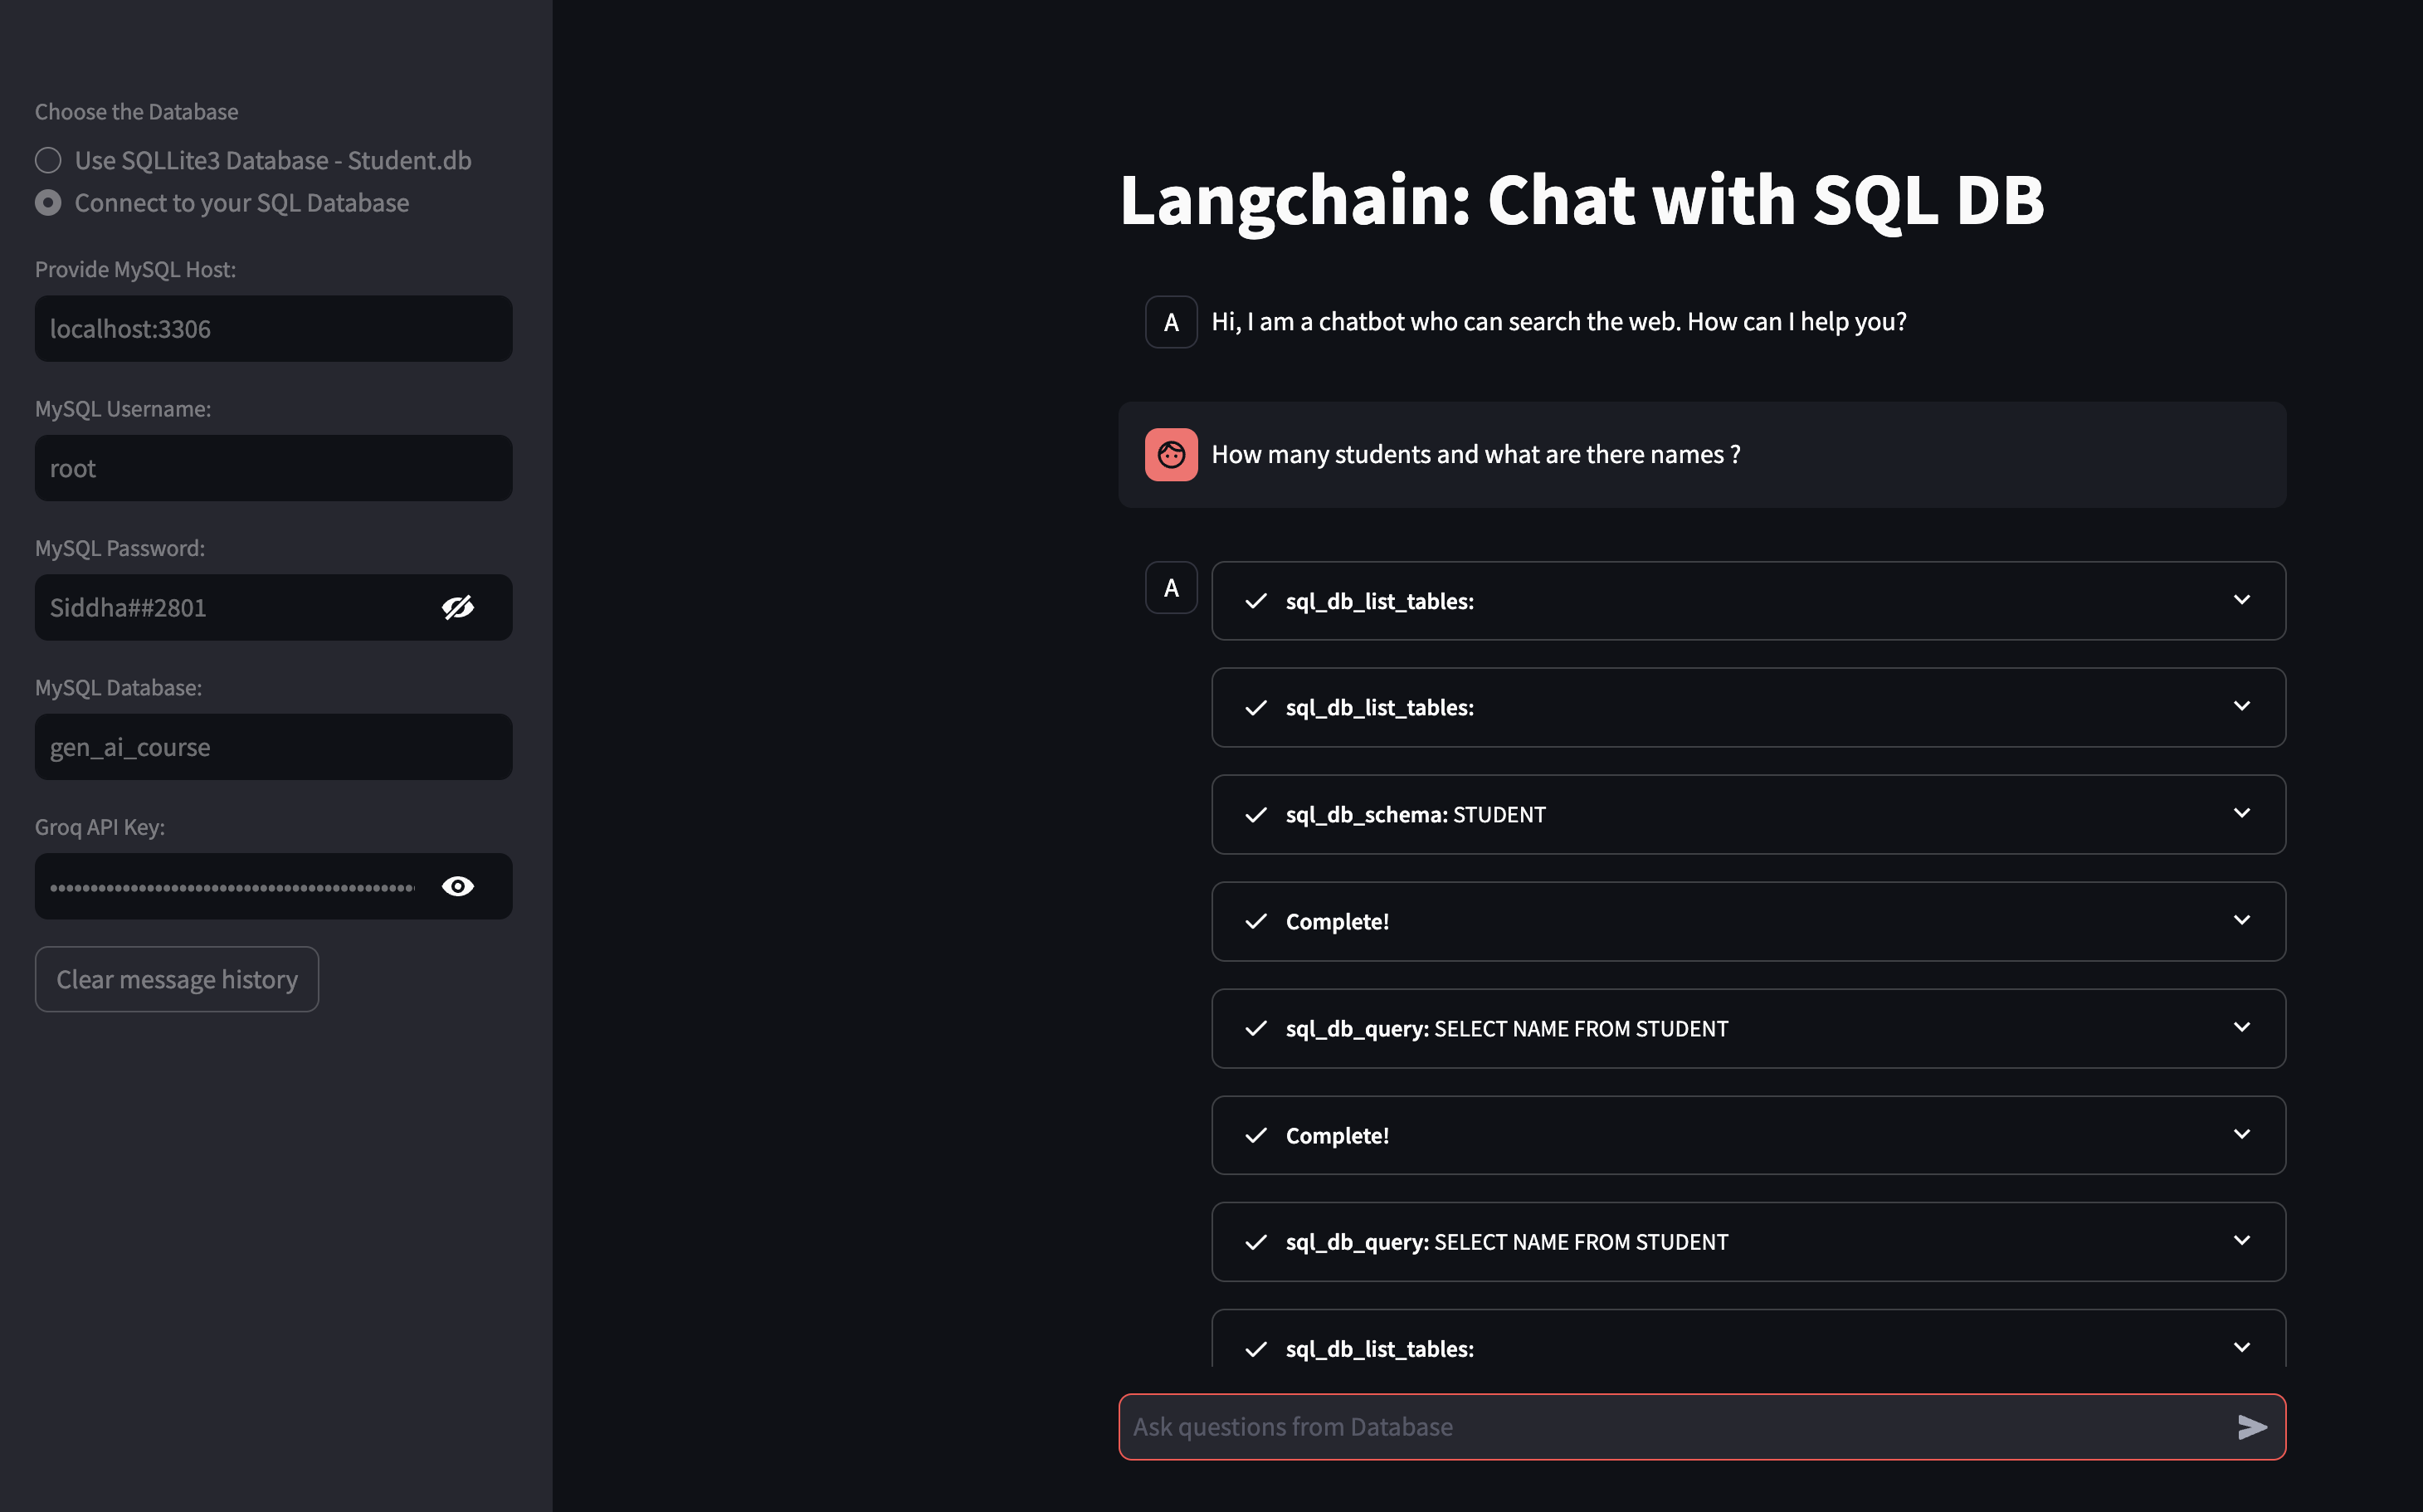 Choose the Database
Use SQLLite3 Database - Student.db
Connect to your SQL Database
Provide MySQL Host:
localhost:3306
MySQL Username:
root
MySQL Password:
Siddha##2801
MySQL Database:
gen_ai_course
Groq API Key:
Clear message history
Langchain: Chat with SQL DB
A
Hi, I am a chatbot who can search the web. How can I help you?
How many students and what are there names ?
A
sql_db_list_tables:
sql_db_list_tables:
sql_db_schema: STUDENT
Complete!
sql_db_query: SELECT NAME FROM STUDENT
Complete!
sql_db_query: SELECT NAME FROM STUDENT
sql_db_list_tables:
Ask questions from Database